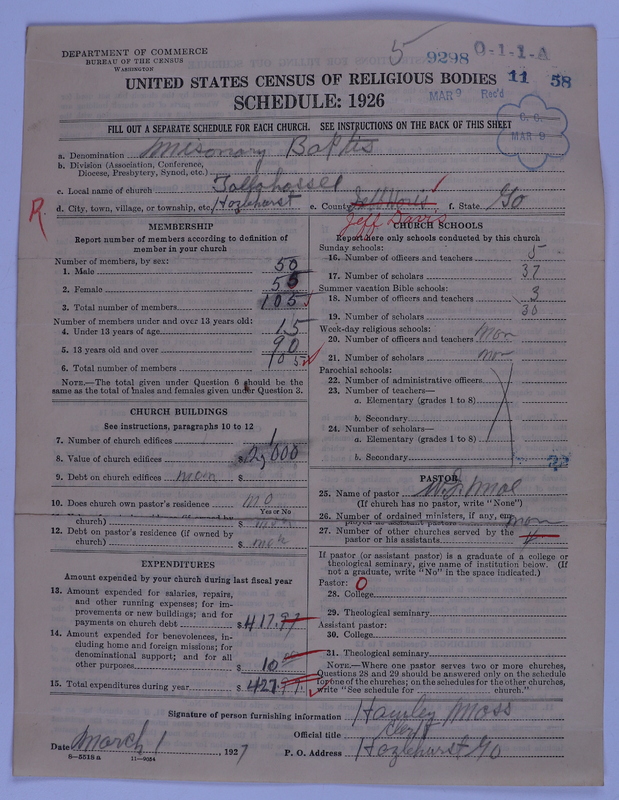 DEPARTMENT OF COMMERCE
BUREAU OF THE CENSUS
WASHINGTON
5 9298 0-1-1-A
UNITED STATES CENSUS OF RELIGIOUS BODIES 11 58
SCHEDULE: 1926
MAR 9 Rec'd
C. C.
MAR 9
FILL OUT A SEPARATE SCHEDULE FOR EACH CHURCH. SEE INSTRUCTIONS ON THE BACK OF THIS SHEET
a. Denomination Misonary Baptis
b. Division (Association, Conference,
Diocese, Presbytery, Synod, etc.)
c. Local name of church Tallahassee
R.
d. City, town, village, or township, etc. Hazlehurst e. County Jeff Davis f. State Ga
Jeff Davis
MEMBERSHIP
Report number of members according to definition of
member in your church
Number of members, by sex:
1. Male 50
2. Female 55
3. Total number of members 105
Number of members under and over 13 years old:
4. Under 13 years of age 15
5. 13 years old and over 90
6. Total number of members 105
NOTE.—The total given under Question 6 should be the
same as the total of males and females given under Question 3.
CHURCH BUILDINGS
See instructions, paragraphs 10 to 12
7. Number of church edifices 1
8. Value of church edifices $ 2,000
9. Debt on church edifices non $
10. Does church own pastor's residence no
Yes or No
church) $
12. Debt on pastor's residence (if owned by
church) $ non
EXPENDITURES
Amount expended by your church during last fiscal year
13. Amount expended for salaries, repairs,
and other running expenses; for im-
provements or new buildings; and for
payments on church debt $ 417.97
14. Amount expended for benevolences, in-
cluding home and foreign missions; for
denominational support; and for all
other purposes $ 10 00
15. Total expenditures during year $ 427.97
CHURCH SCHOOLS
Report here only schools conducted by this church
Sunday schools:
16. Number of officers and teachers 5
17. Number of scholars 37
Summer vacation Bible schools:
18. Number of officers and teachers 3
19. Number of scholars 30
Week-day religious schools:
20. Number of officers and teachers non
21. Number of scholars non
Parochial schools:
22. Number of administrative officers
23. Number of teachers—
a. Elementary (grades 1 to 8)
b. Secondary
24. Number of scholars—
a. Elementary (grades 1 to 8)
b. Secondary
PASTOR
25. Name of pastor
(If church has no pastor, write "None")
26. Number of ordained ministers, if any, em-
ployed as assistant pastors non
27. Number of other churches served by the
pastor or his assistants 4
If pastor (or assistant pastor) is a graduate of a college or
theological seminary, give name of institution below. (If
not a graduate, write "No" in the space indicated.)
Pastor: 0
28. College
29. Theological seminary
Assistant pastor:
30. College
31. Theological seminary
NOTE.—Where one pastor serves two or more churches,
Questions 28 and 29 should be answered only on the schedule
for one of the churches; on the schedules for the other churches,
write "See schedule for church."
Signature of person furnishing information Hawley Moss
Official title Clerk
Date March 1 1927 P. O. Address Hazlehurst Ga
8—5518a 11—9054